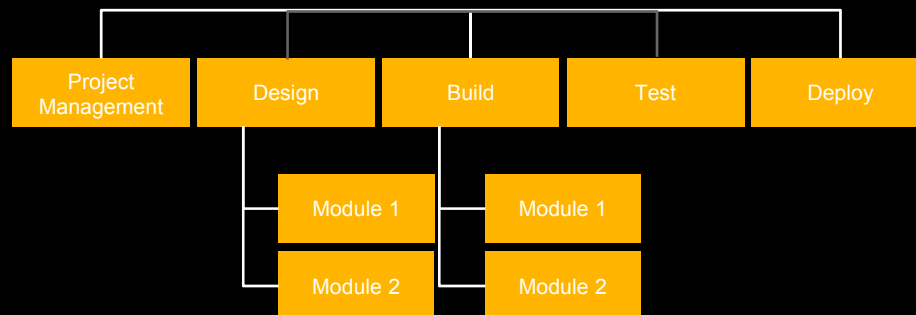 Project
Management
Design
Build
Test
Deploy
Module 1
Module 1
Module 2
Module 2